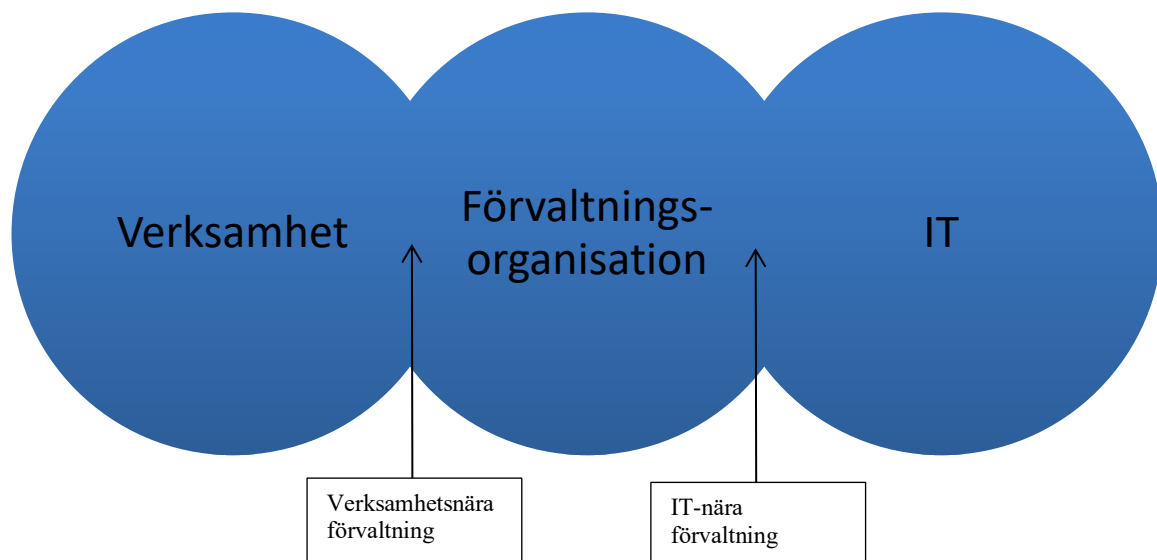 Verksamhet
Förvaltnings-
organisation
IT
Verksamhetsnära
förvaltning
IT-nära
förvaltning